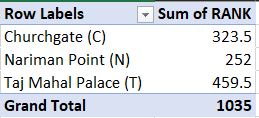 Row Labels Sum of RANK
Churchgate (C) 323.5
Nariman Point (N) 252
Taj Mahal Palace (T) 459.5
Grand Total 1035